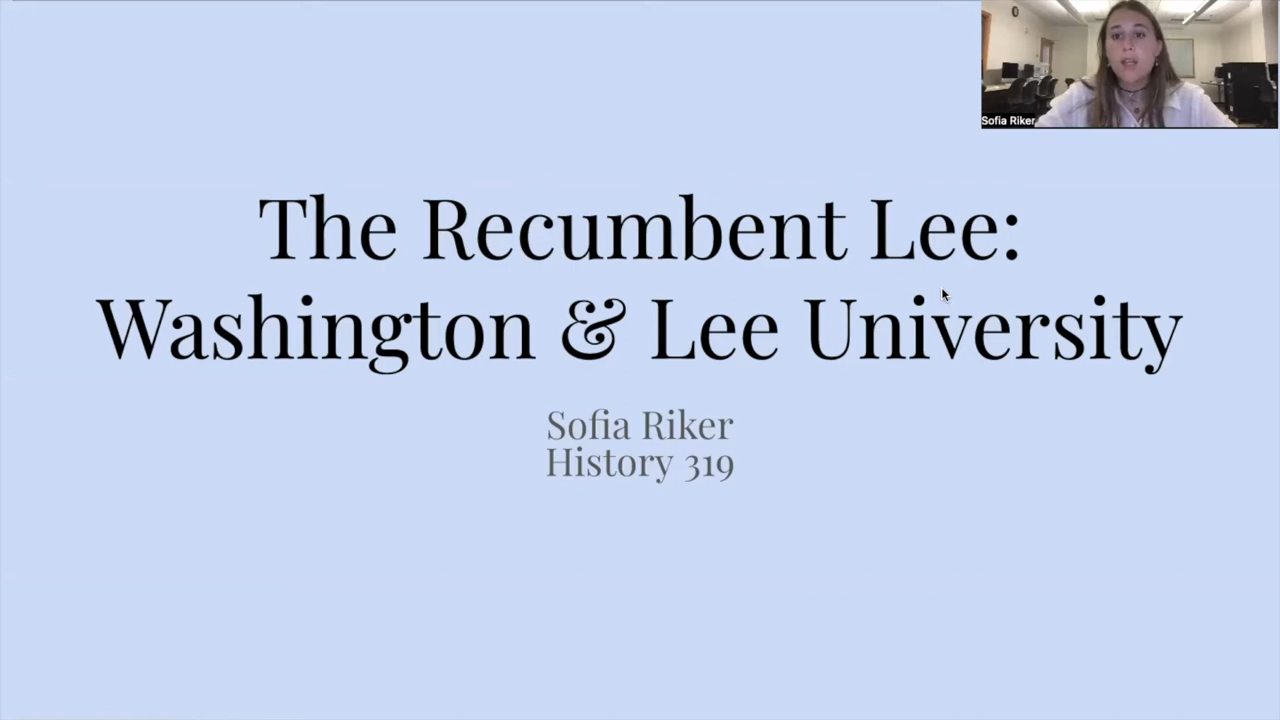 Sofia Riker
The Recumbent Lee:
Washington & Lee University
Sofia Riker
History 319